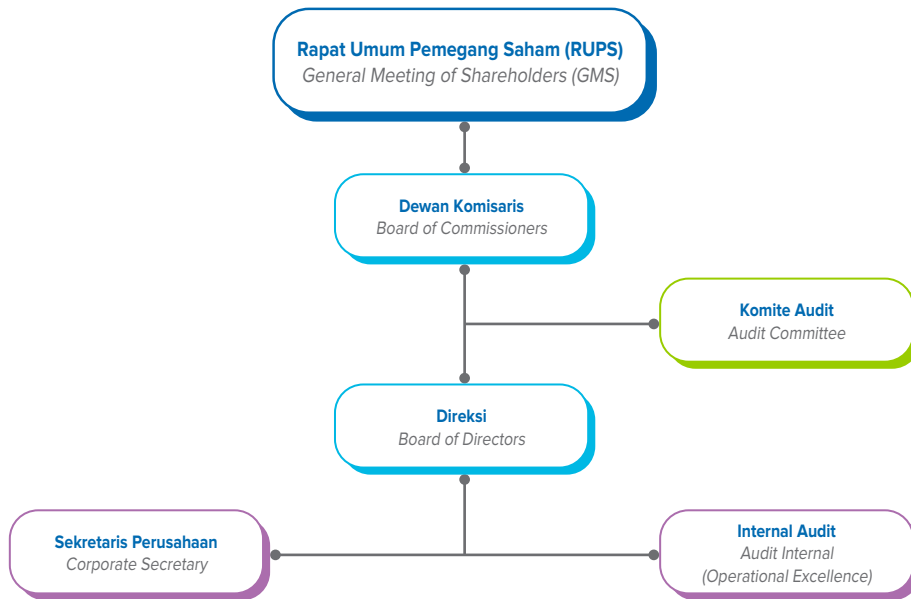 Rapat Umum Pemegang Saham (RUPS)
General Meeting of Shareholders (GMS)
Dewan Komisaris
Board of Commissioners
Komite Audit
Audit Committee
Direksi
Board of Directors
Sekretaris Perusahaan
Corporate Secretary
Internal Audit
Audit Internal
(Operational Excellence)